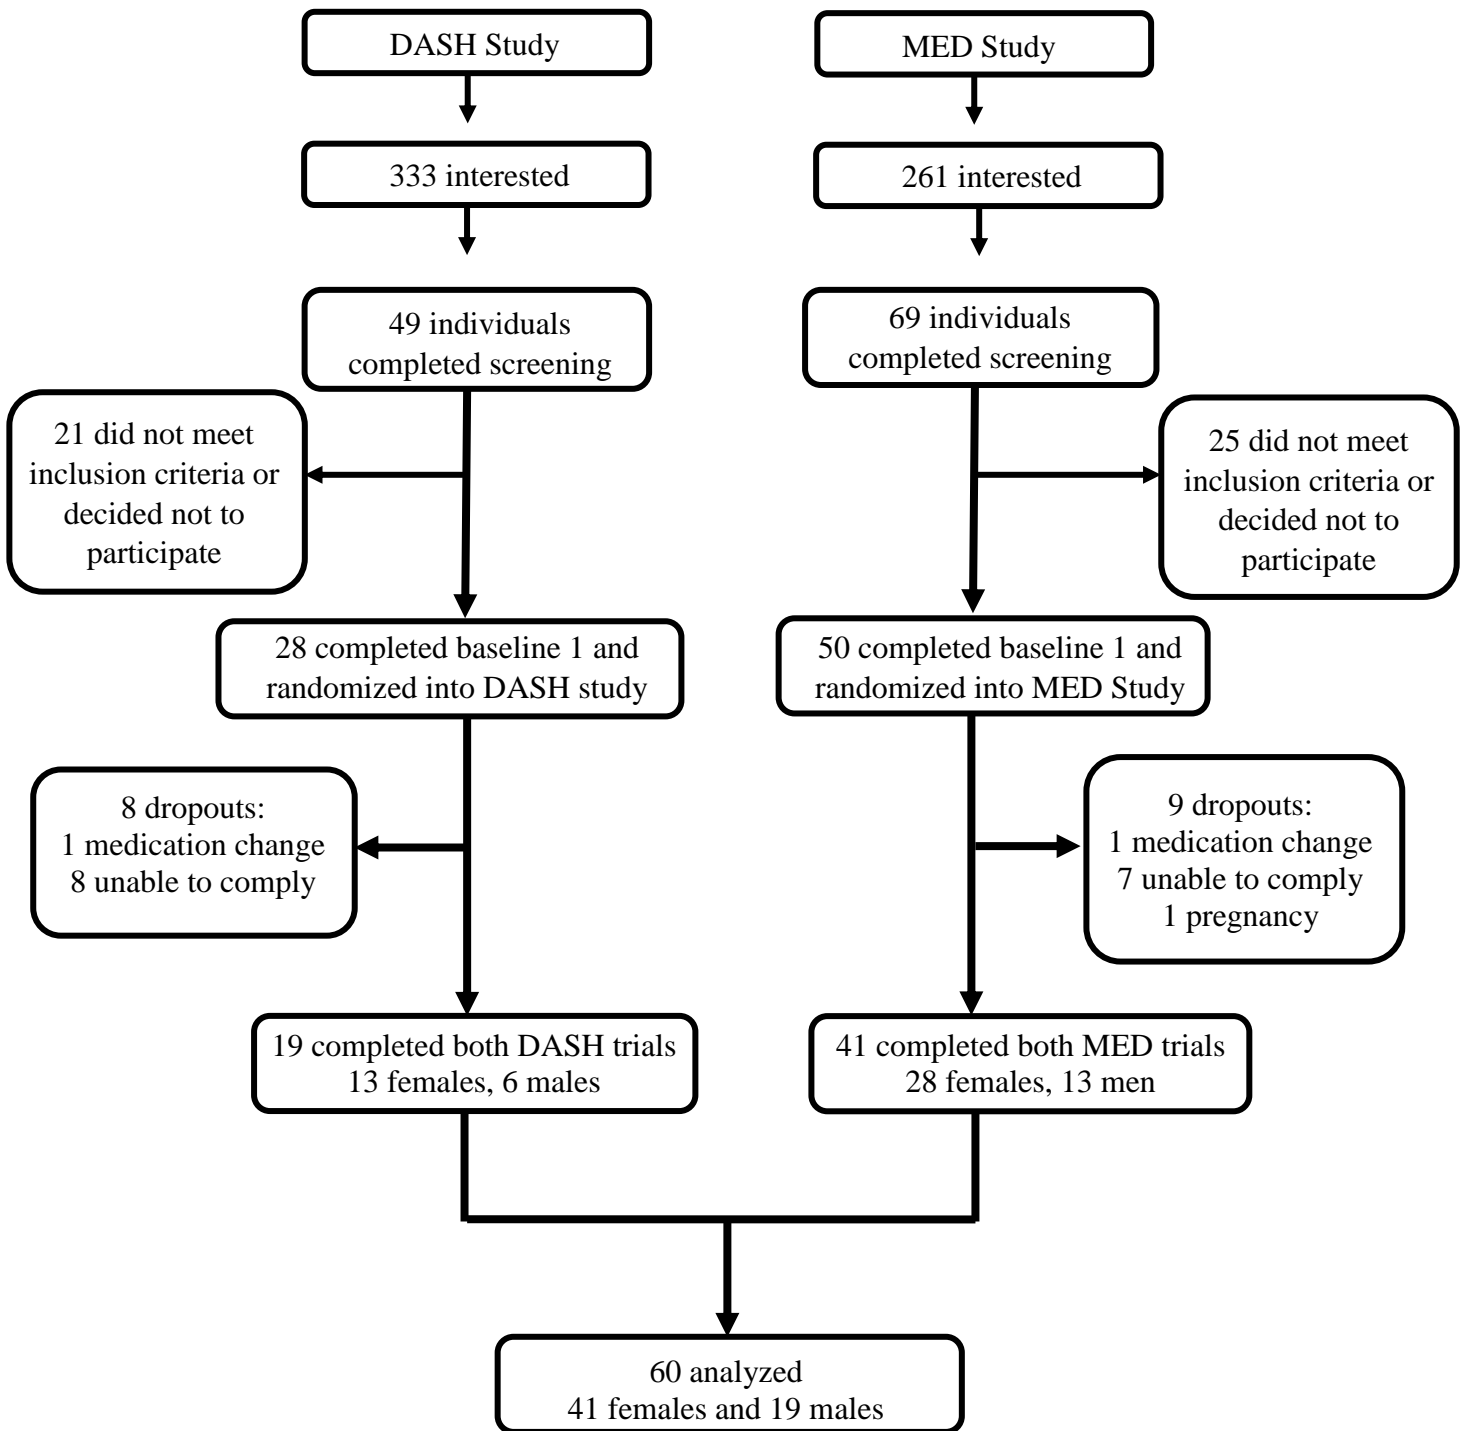 DASH Study
MED Study
333 interested
261 interested
49 individuals
completed screening
69 individuals
completed screening
21 did not meet
inclusion criteria or
decided not to
participate
25 did not meet
inclusion criteria or
decided not to
participate
28 completed baseline 1 and
randomized into DASH study
50 completed baseline 1 and
randomized into MED Study
8 dropouts:
1 medication change
8 unable to comply
9 dropouts:
1 medication change
7 unable to comply
1 pregnancy
19 completed both DASH trials
13 females, 6 males
41 completed both MED trials
28 females, 13 men
60 analyzed
41 females and 19 males